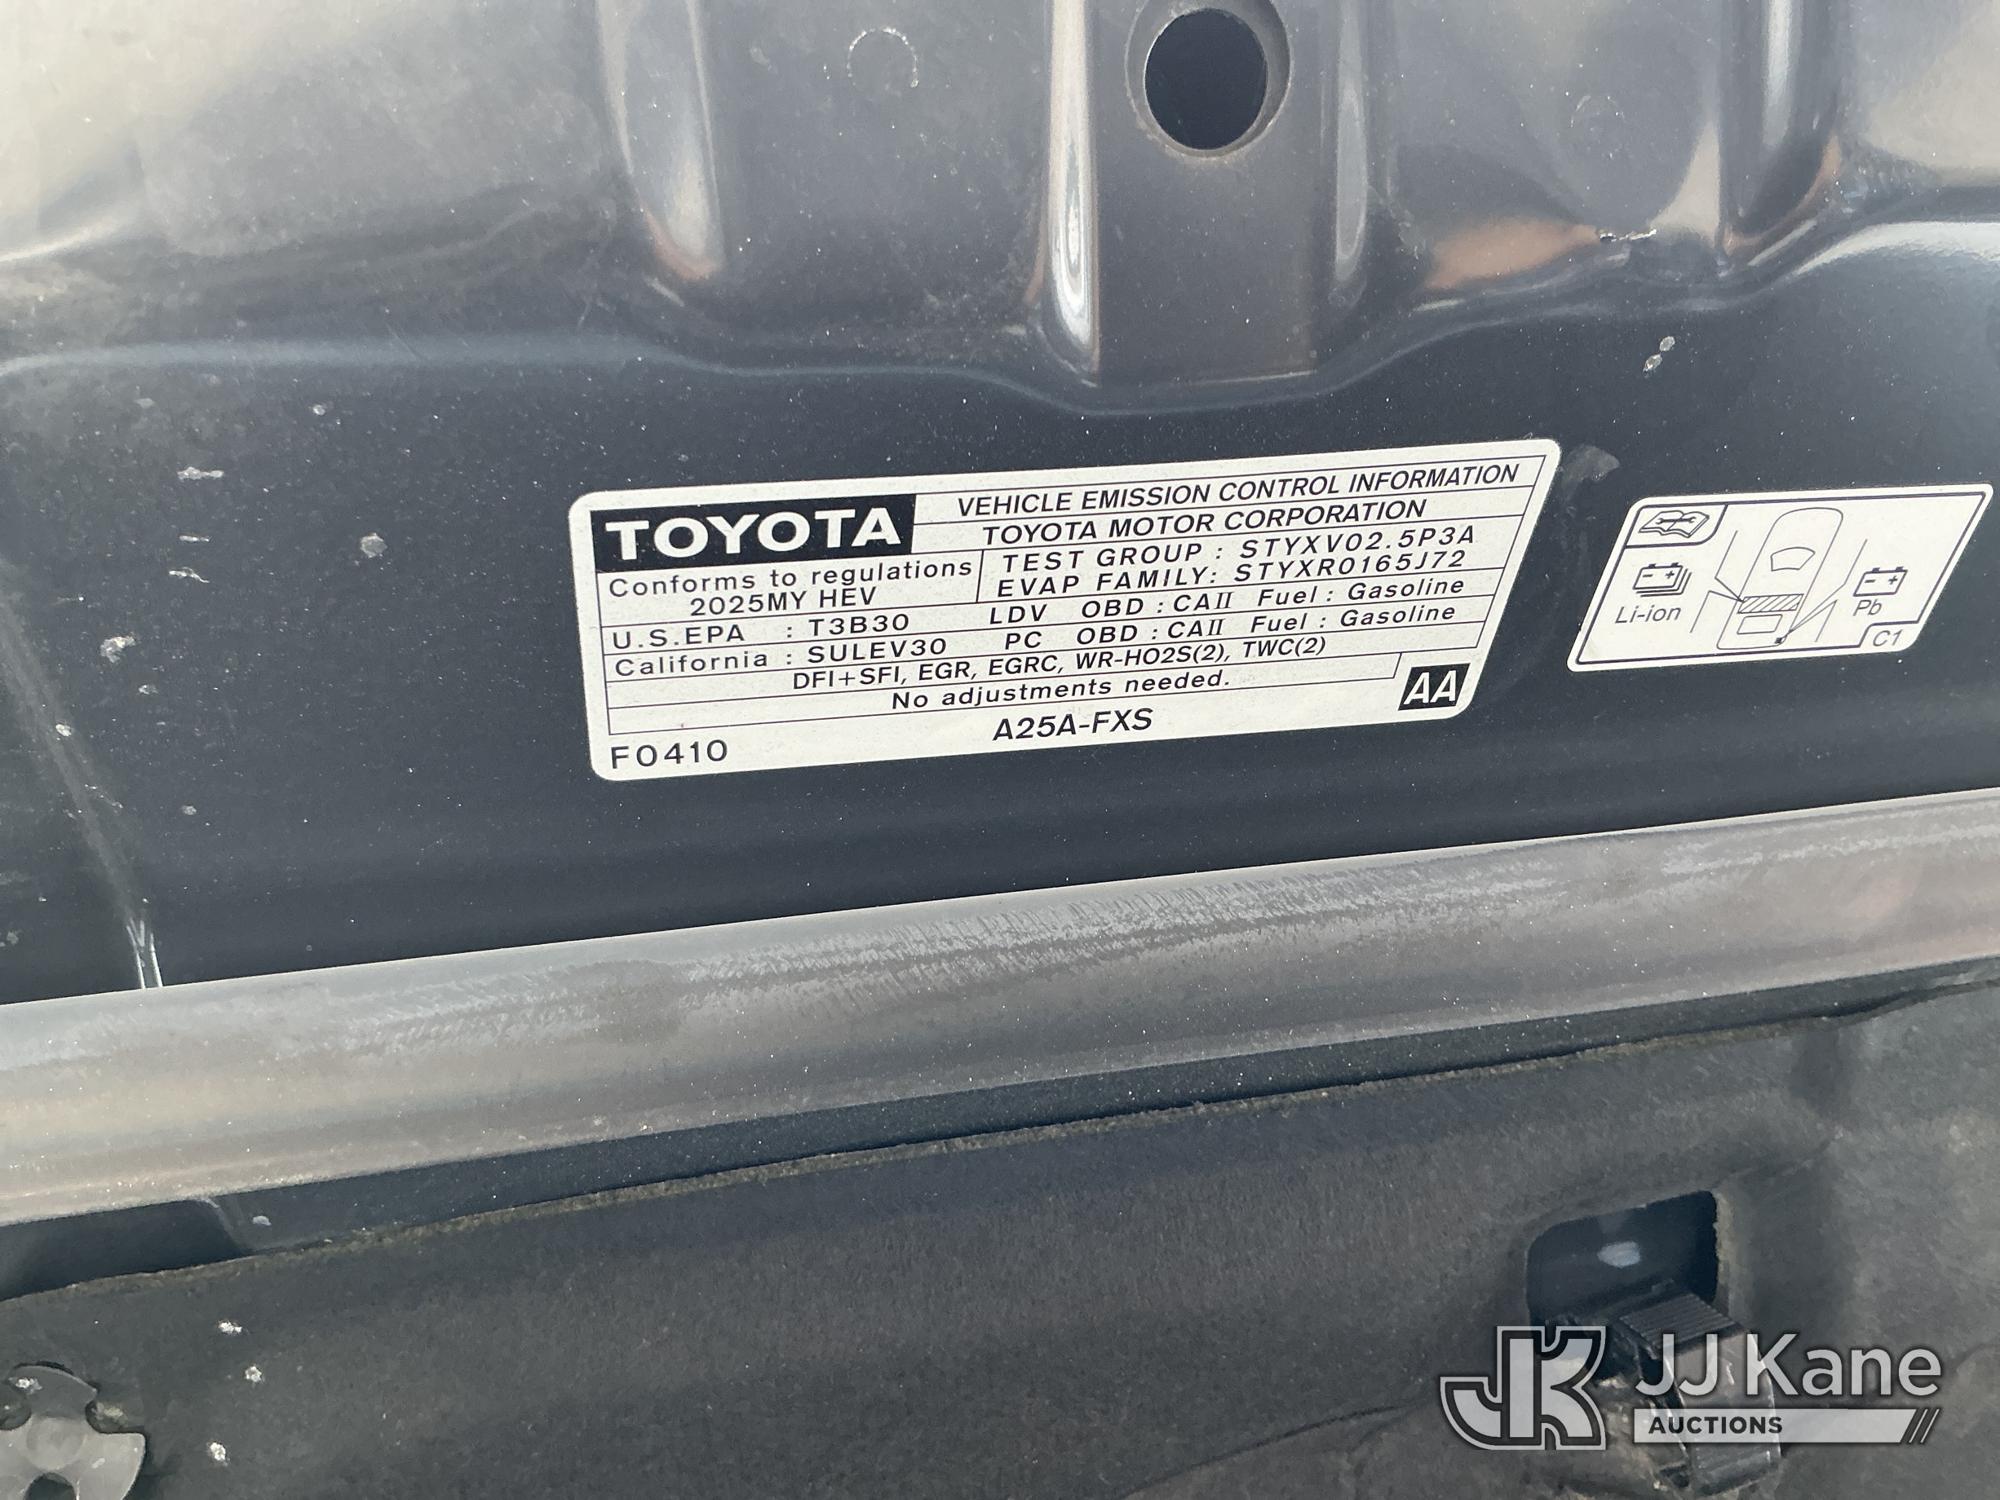 TOYOTA
VEHICLE EMISSION CONTROL INFORMATION
TOYOTA MOTOR CORPORATION
Conforms to regulations
2025MY HEV
TEST GROUP : STYXV02.5P3A
EVAP FAMILY: STYXR0165J72
U.S.EPA : T3B30 LDV OBD : CAII Fuel : Gasoline
California : SULEV30 PC OBD : CAII Fuel : Gasoline
DFI+SFI, EGR, EGRC, WR-HO2S(2), TWC(2)
No adjustments needed.
AA
F0410
A25A-FXS
Li-ion
Pb
C1
JK
JJ Kane
AUCTIONS